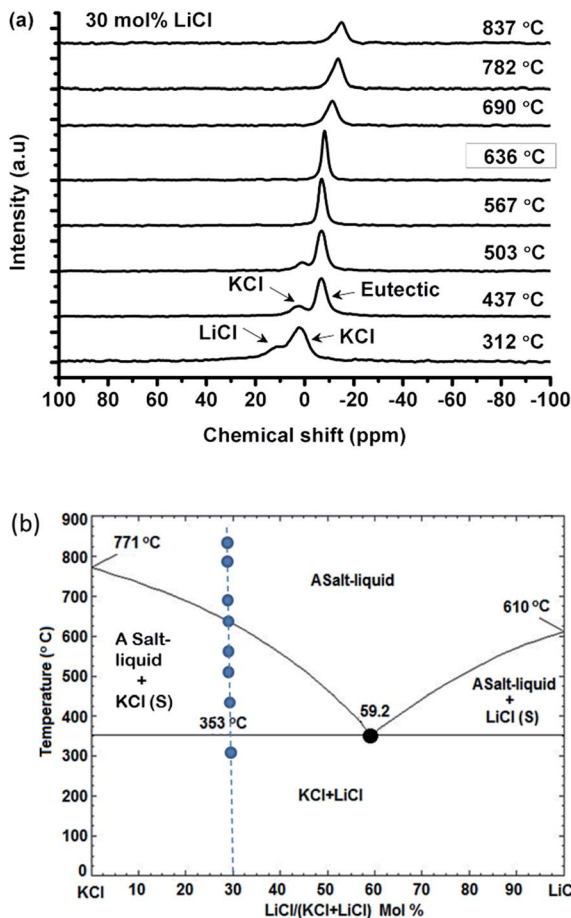 (a)
30 mol% LiCl
837 °C
782 °C
690 °C
636 °C
567 °C
503 °C
KCl
Eutectic
437 °C
LiCl
KCl
312 °C
Intensity (a.u)
100 80 60 40 20 0 -20 -40 -60 -80 -100
Chemical shift (ppm)
(b)
900
800
700
600
500
400
300
200
100
0
Temperature (° C)
771 °C
ASalt-liquid
610 °C
A Salt-
liquid
+
KCl (S)
ASalt-liquid
+
LiCl (S)
59.2
353 °C
KCl+LiCl
KCl 10 20 30 40 50 60 70 80 90 LiC
LiCl/(KCl+LiCl) Mol %